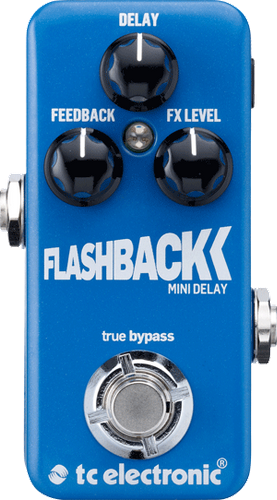 DELAY
FEEDBACK FX LEVEL
FLASHBACK
MINI DELAY
true bypass
tc electronic®